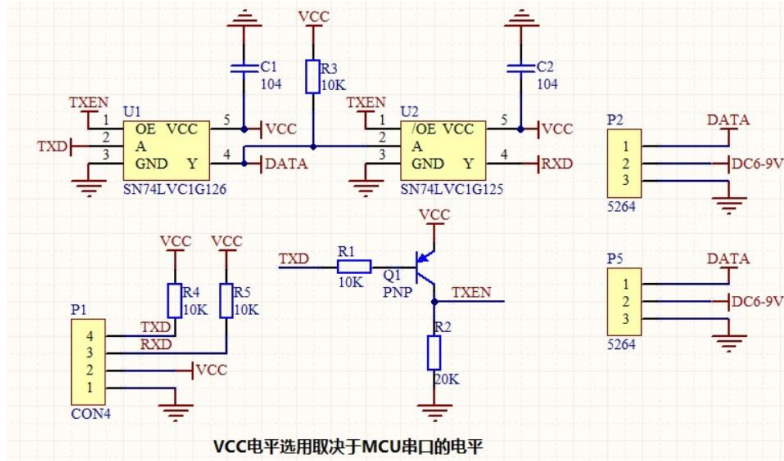 VCC
C1
104
R3
10K
C2
104
TXEN
U1
1
OE VCC
5
VCC
TXD
2
A
3
GND Y
4
DATA
SN74LVC1G126
TXEN
U2
1
/OE VCC
5
VCC
2
A
3
GND Y
4
RXD
SN74LVC1G125
P2
DATA
1
2
DC6-9V
3
5264
VCC
VCC
R4
10K
R5
10K
P1
TXD
4
RXD
3
2
VCC
1
CON4
VCC
TXD
R1
10K
Q1
PNP
TXEN
R2
20K
P5
DATA
1
2
DC6-9V
3
5264
VCC电平选用取决于MCU串口的电平